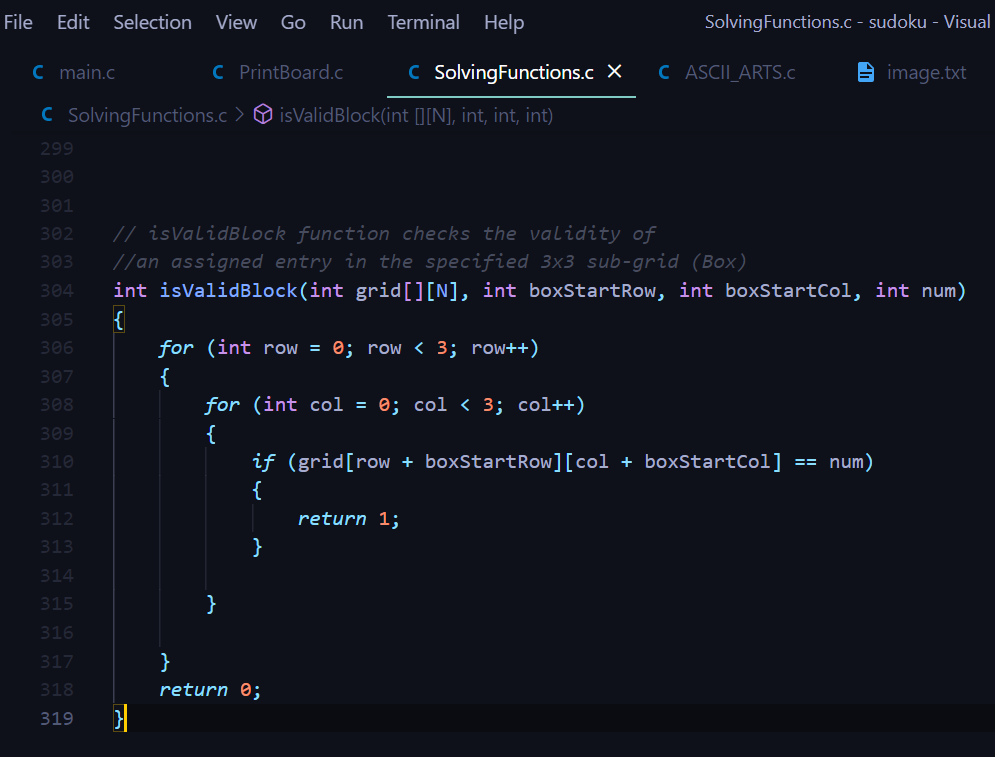 File Edit Selection View Go Run Terminal Help SolvingFunctions.c - sudoku - Visual
C main.c C PrintBoard.c C SolvingFunctions.c × C ASCII_ARTS.c image.txt
C SolvingFunctions.c > isValidBlock(int [][N], int, int, int)
299
300
301
302 // isValidBlock function checks the validity of
303 //an assigned entry in the specified 3x3 sub-grid (Box)
304 int isValidBlock(int grid[][N], int boxStartRow, int boxStartCol, int num)
305 {
306     for (int row = 0; row < 3; row++)
307     {
308         for (int col = 0; col < 3; col++)
309         {
310             if (grid[row + boxStartRow][col + boxStartCol] == num)
311             {
312                 return 1;
313             }
314
315         }
316
317     }
318     return 0;
319 }